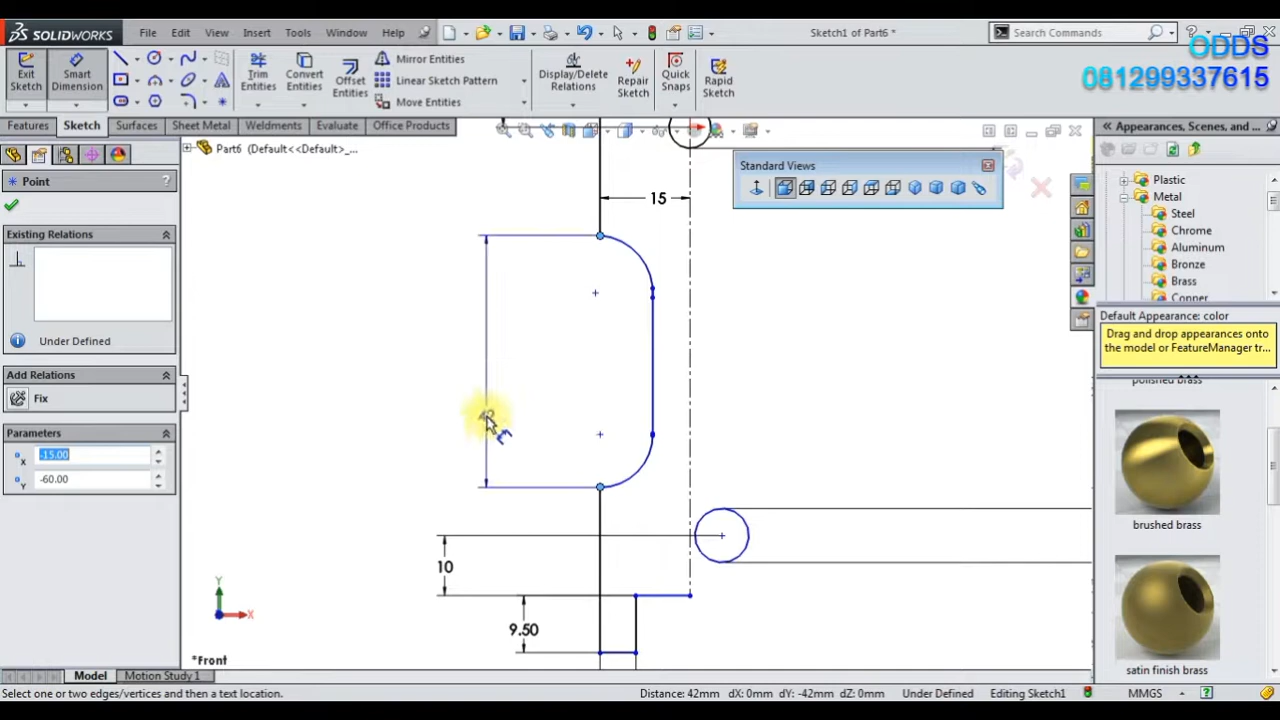 SOLIDWORKS
File Edit View Insert Tools Window Help
Sketch1 of Part6 *
Search Commands
ODDS
081299337615
Exit Sketch
Smart Dimension
Trim Entities
Convert Entities
Offset Entities
Mirror Entities
Linear Sketch Pattern
Move Entities
Display/Delete Relations
Repair Sketch
Quick Snaps
Rapid Sketch
Features Sketch Surfaces Sheet Metal Weldments Evaluate Office Products
Part6 (Default<<Default>_...
Point
?
Existing Relations
Under Defined
Add Relations
Fix
Parameters
-15.00
-60.00
Standard Views
15
10
9.50
Y
X
*Front
Appearances, Scenes, and...
Plastic
Metal
Steel
Chrome
Aluminum
Bronze
Brass
Copper
Default Appearance: color
Drag and drop appearances onto
the model or FeatureManager tr...
polished brass
brushed brass
satin finish brass
Model Motion Study 1
Select one or two edges/vertices and then a text location.
Distance: 42mm dX: 0mm dY: -42mm dZ: 0mm Under Defined Editing Sketch1 MMGS